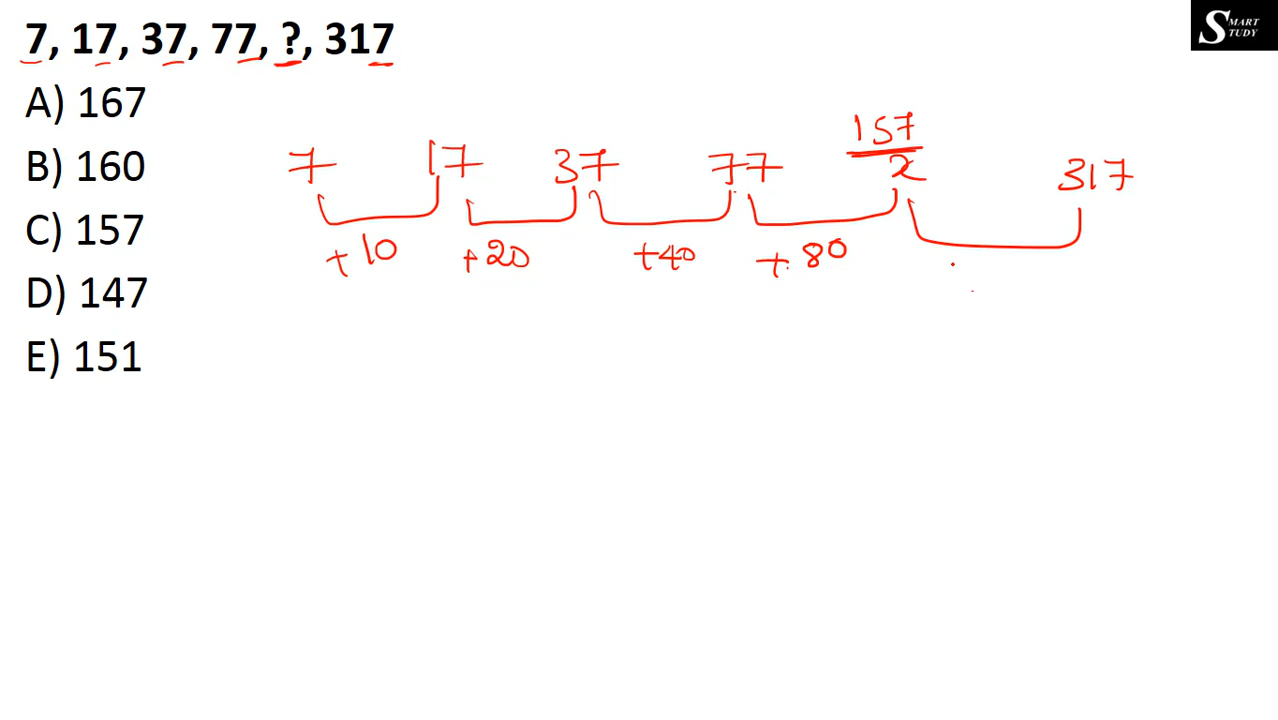 7, 17, 37, 77, ?, 317
SMART
STUDY
A) 167
B) 160
C) 157
D) 147
E) 151
157
7 17 37 77 x 317
+10 +20 +40 +80